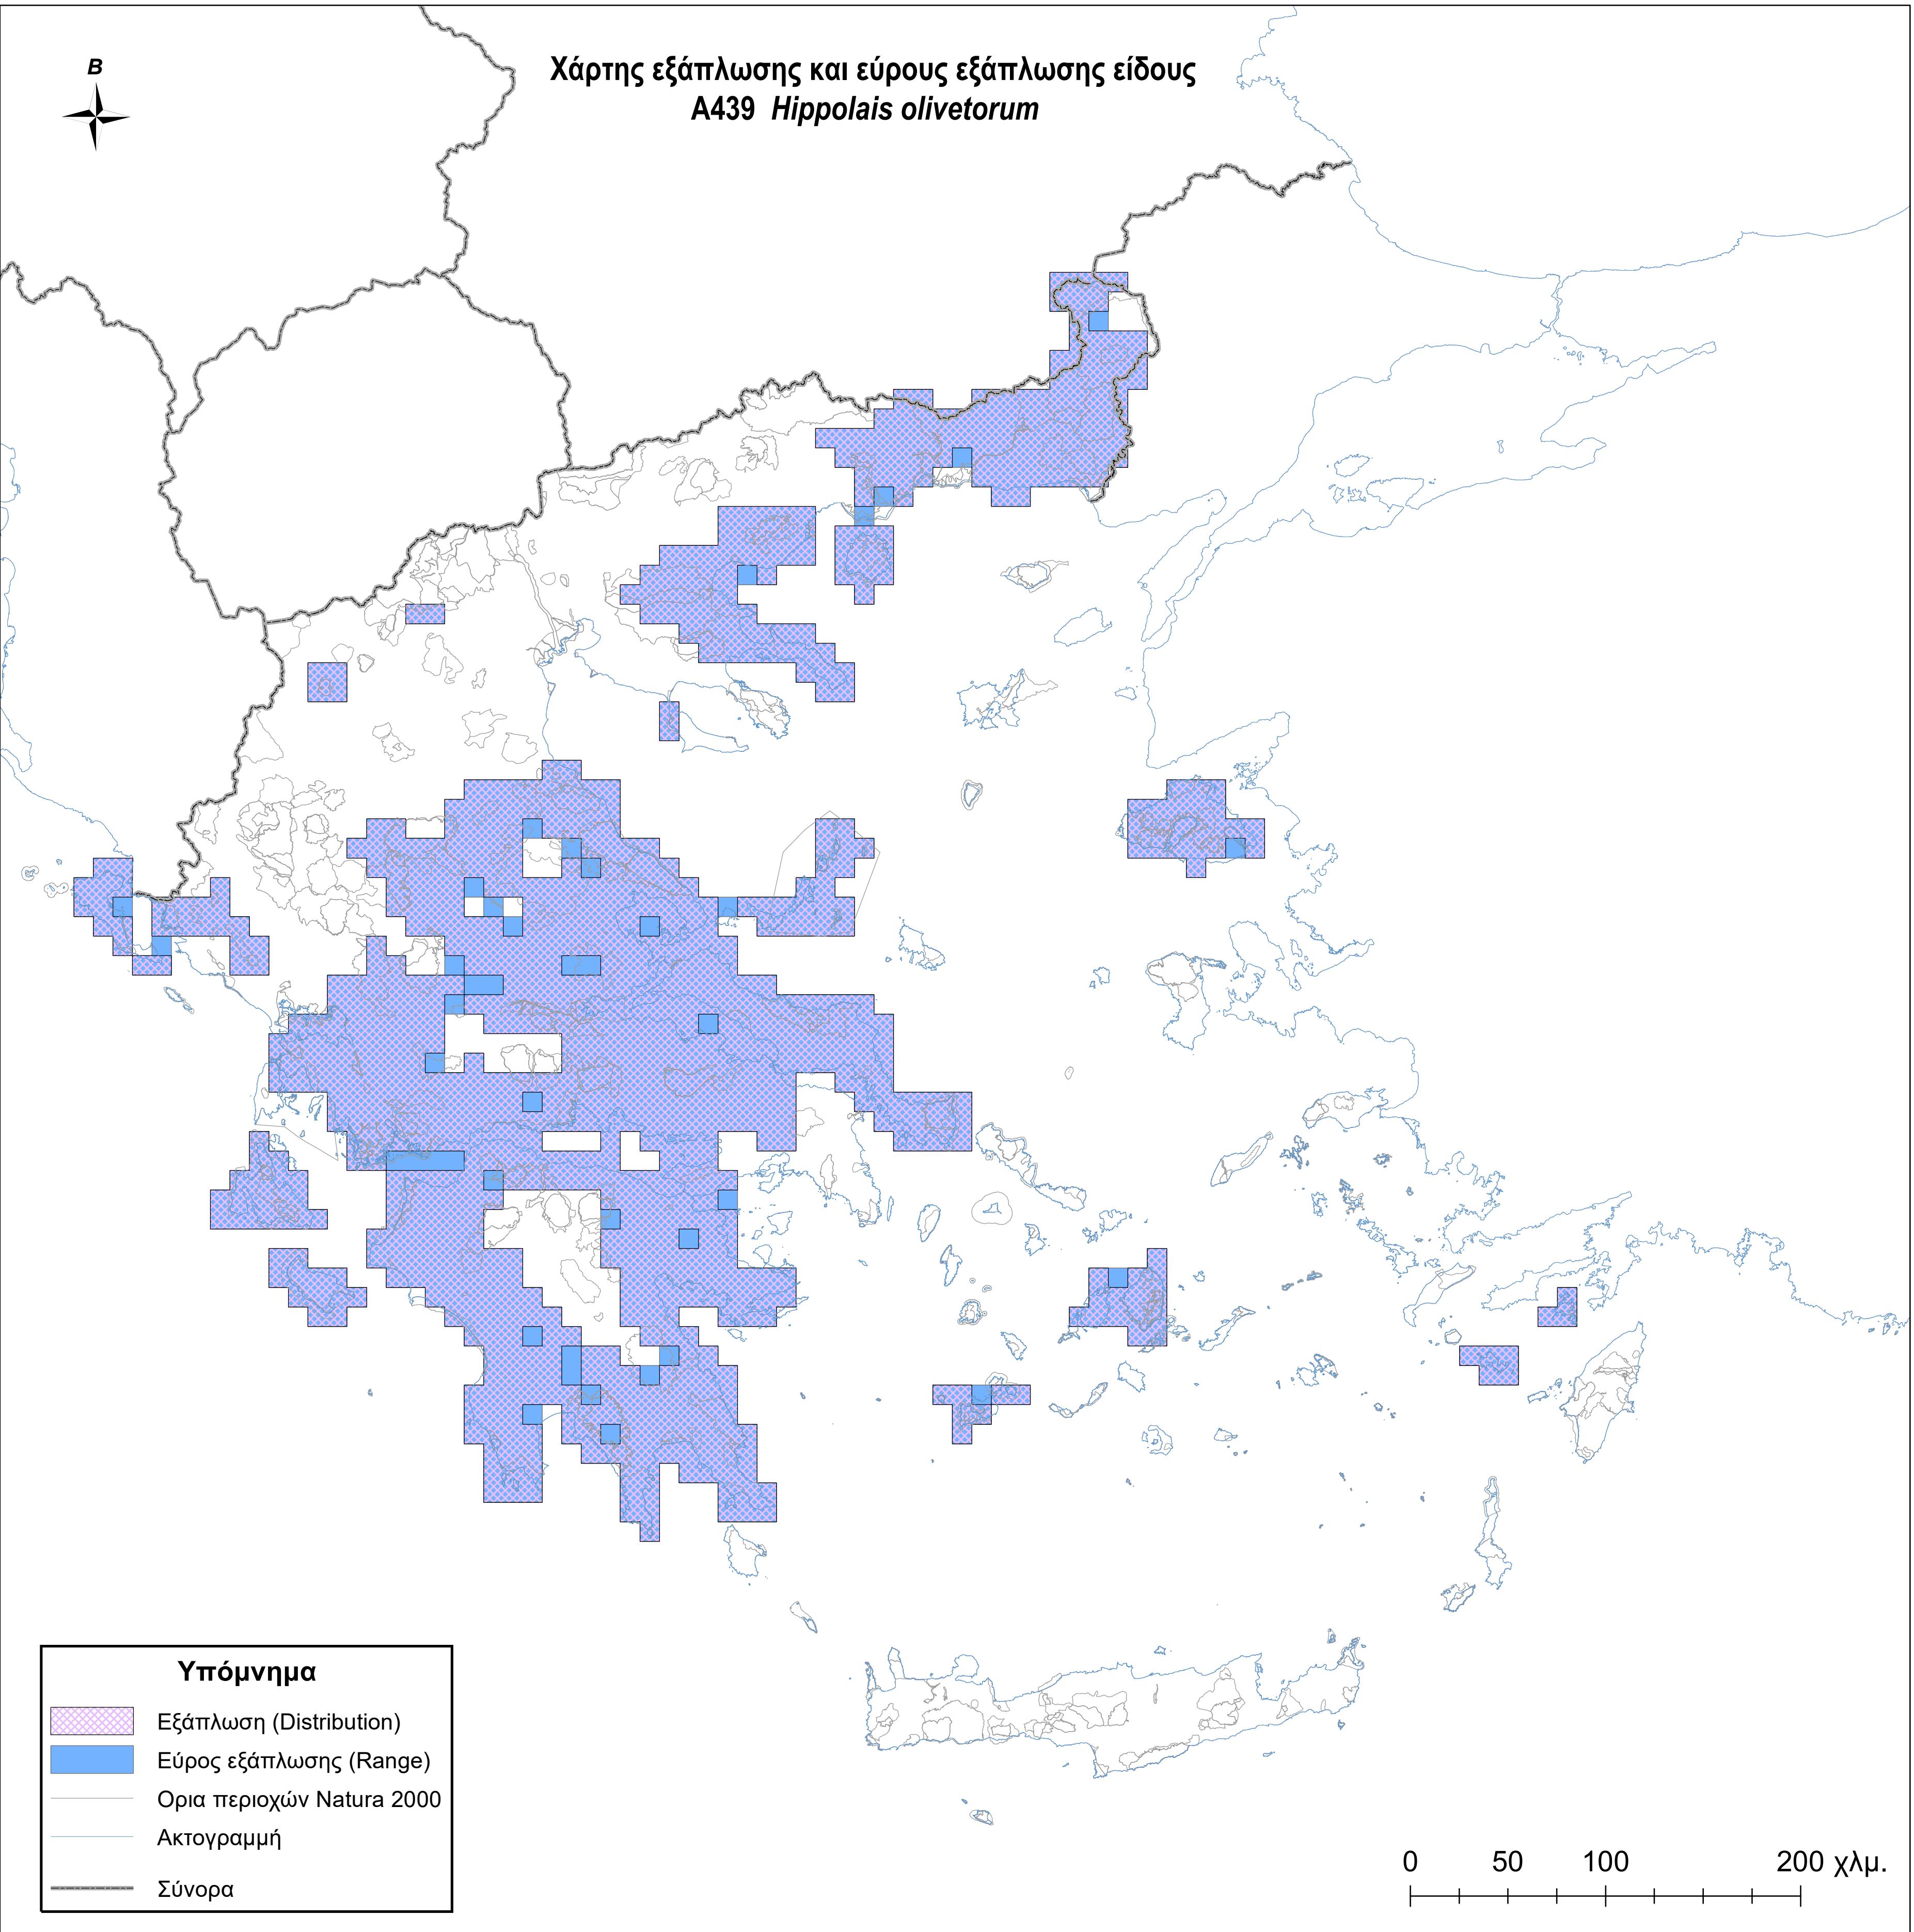 Χάρτης εξάπλωσης και εύρους εξάπλωσης είδους
A439 Hippolais olivetorum
Β
Υπόμνημα
Εξάπλωση (Distribution)
Εύρος εξάπλωσης (Range)
Ορια περιοχών Natura 2000
Ακτογραμμή
Σύνορα
0 50 100 200 χλμ.